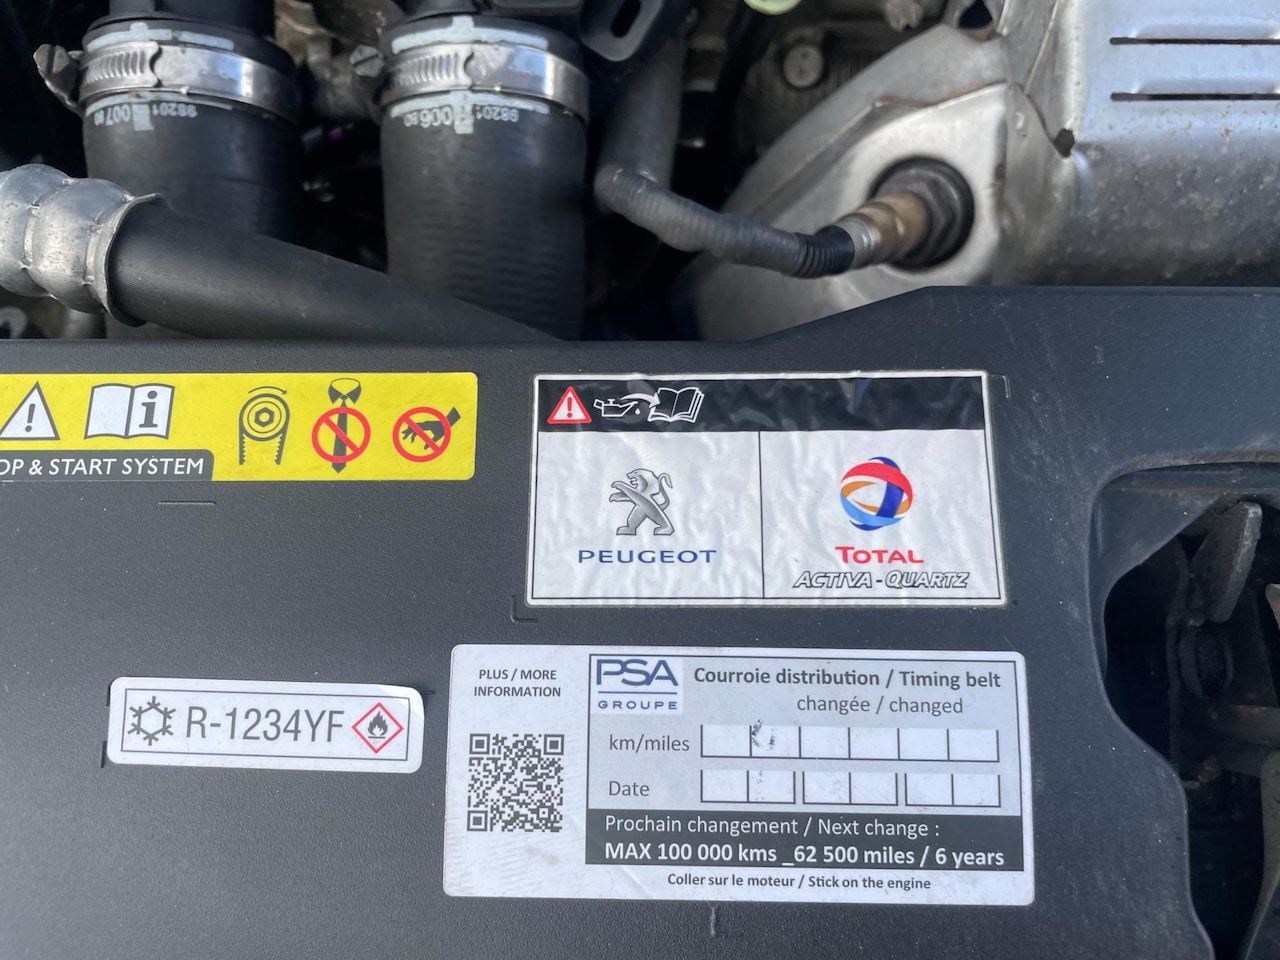 OP & START SYSTEM
PEUGEOT
TOTAL
ACTIVA - QUARTZ
R-1234YF
PLUS / MORE
INFORMATION
PSA
GROUPE
Courroie distribution / Timing belt
changée / changed
km/miles
Date
Prochain changement / Next change :
MAX 100 000 kms _62 500 miles / 6 years
Coller sur le moteur / Stick on the engine